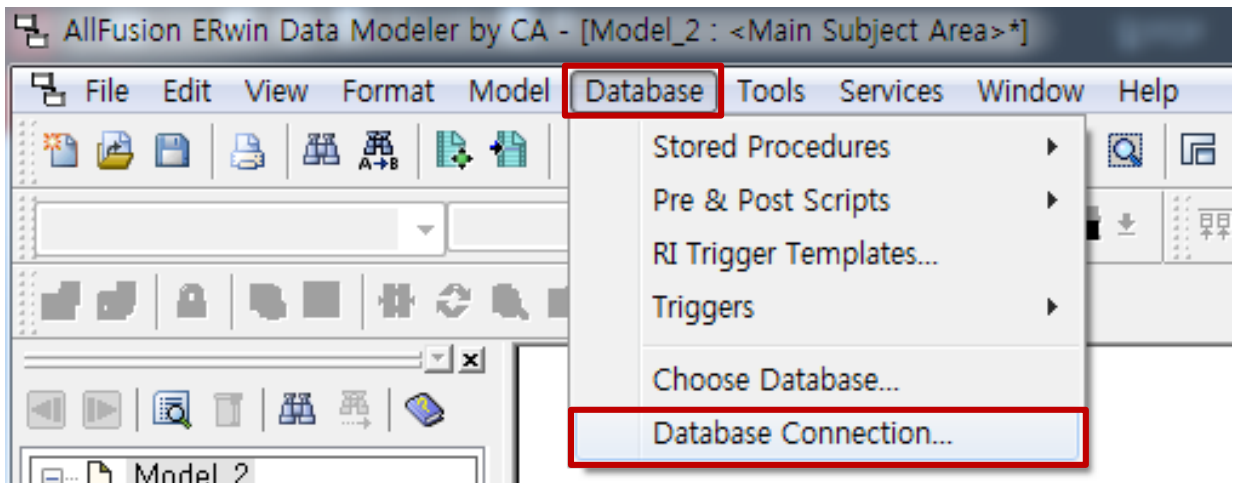 AllFusion ERwin Data Modeler by CA - [Model_2 : <Main Subject Area>*]
File Edit View Format Model Database Tools Services Window Help
A→B
Stored Procedures
Pre & Post Scripts
RI Trigger Templates...
Triggers
Choose Database...
Database Connection...
Model_2